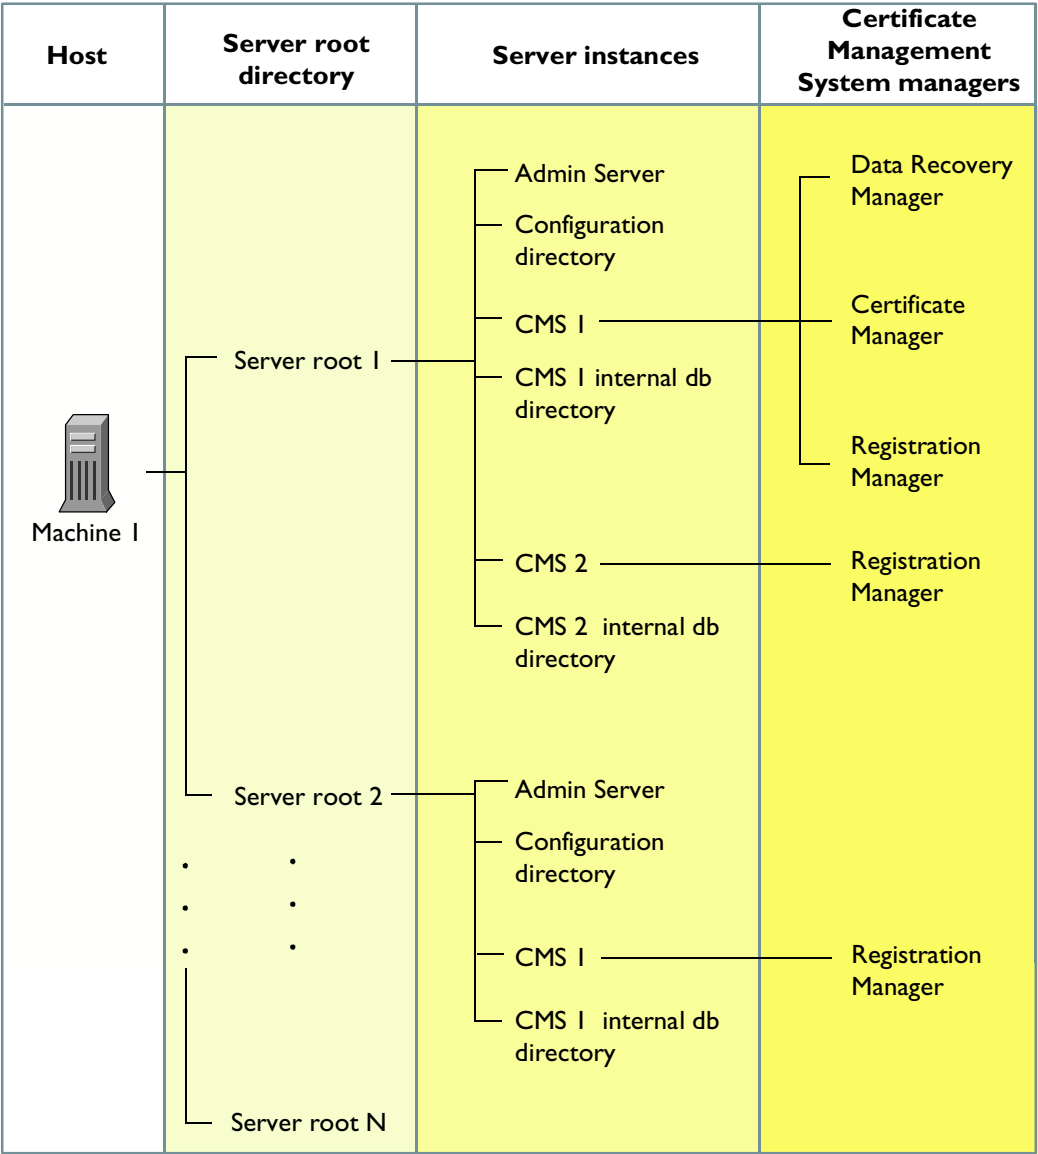 Host
Server root
directory
Server instances
Certificate
Management
System managers
Machine 1
Server root 1
Admin Server
Configuration
directory
CMS 1
CMS 1 internal db
directory
CMS 2
CMS 2 internal db
directory
Data Recovery
Manager
Certificate
Manager
Registration
Manager
Registration
Manager
Server root 2
Admin Server
Configuration
directory
CMS 1
CMS 1 internal db
directory
Registration
Manager
Server root N